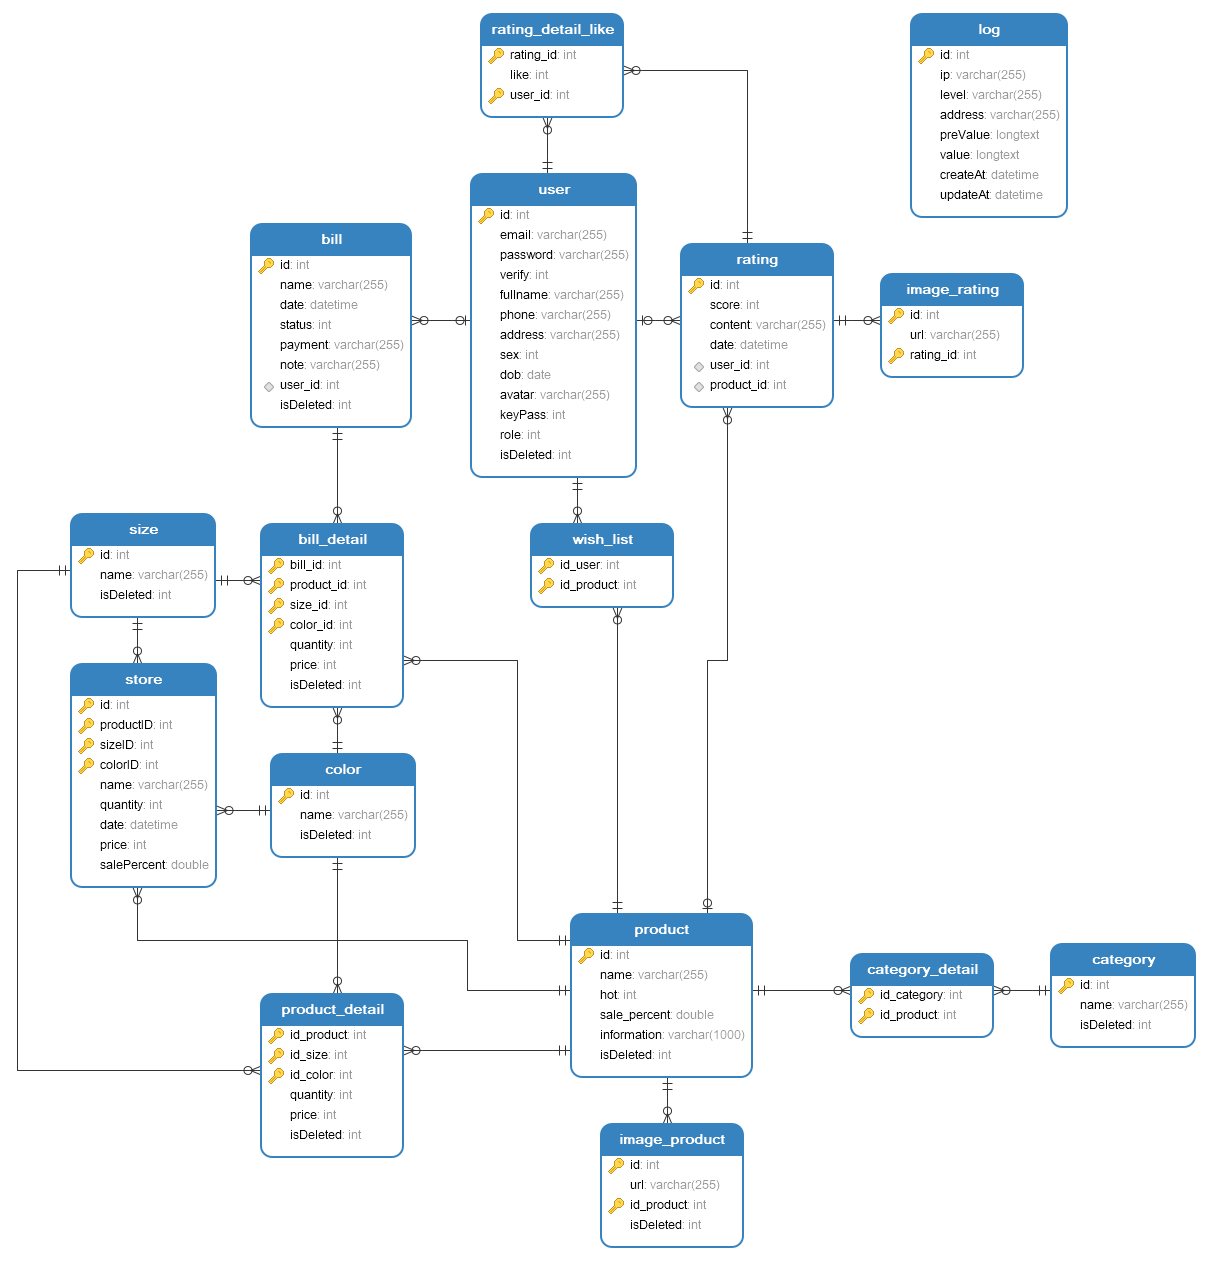 rating_detail_like
rating_id: int
like: int
user_id: int
log
id: int
ip: varchar(255)
level: varchar(255)
address: varchar(255)
preValue: longtext
value: longtext
createAt: datetime
updateAt: datetime
user
id: int
email: varchar(255)
password: varchar(255)
verify: int
fullname: varchar(255)
phone: varchar(255)
address: varchar(255)
sex: int
dob: date
avatar: varchar(255)
keyPass: int
role: int
isDeleted: int
bill
id: int
name: varchar(255)
date: datetime
status: int
payment: varchar(255)
note: varchar(255)
user_id: int
isDeleted: int
rating
id: int
score: int
content: varchar(255)
date: datetime
user_id: int
product_id: int
image_rating
id: int
url: varchar(255)
rating_id: int
size
id: int
name: varchar(255)
isDeleted: int
bill_detail
bill_id: int
product_id: int
size_id: int
color_id: int
quantity: int
price: int
isDeleted: int
wish_list
id_user: int
id_product: int
store
id: int
productID: int
sizeID: int
colorID: int
name: varchar(255)
quantity: int
date: datetime
price: int
salePercent: double
color
id: int
name: varchar(255)
isDeleted: int
product
id: int
name: varchar(255)
hot: int
sale_percent: double
information: varchar(1000)
isDeleted: int
category_detail
id_category: int
id_product: int
category
id: int
name: varchar(255)
isDeleted: int
product_detail
id_product: int
id_size: int
id_color: int
quantity: int
price: int
isDeleted: int
image_product
id: int
url: varchar(255)
id_product: int
isDeleted: int